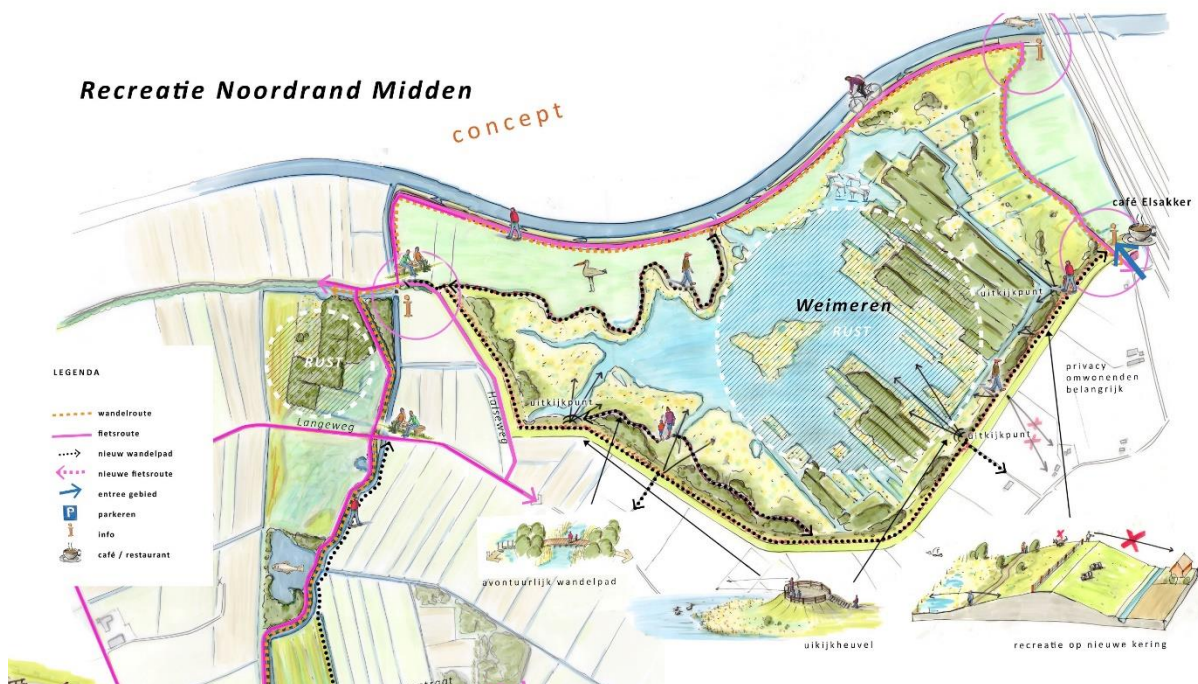 Recreatie Noordrand Midden
concept
café Elsakker
Weimeren
RUST
uitkijkpunt
privacy
omwonenden
belangrijk
RUST
Langeweg
Halseweg
uitkijkpunt
uitkijkpunt
LEGENDA
wandelroute
fietsroute
nieuw wandelpad
nieuwe fietsroute
entree gebied
P parkeren
i info
café / restaurant
avontuurlijk wandelpad
uikijkheuvel
recreatie op nieuwe kering